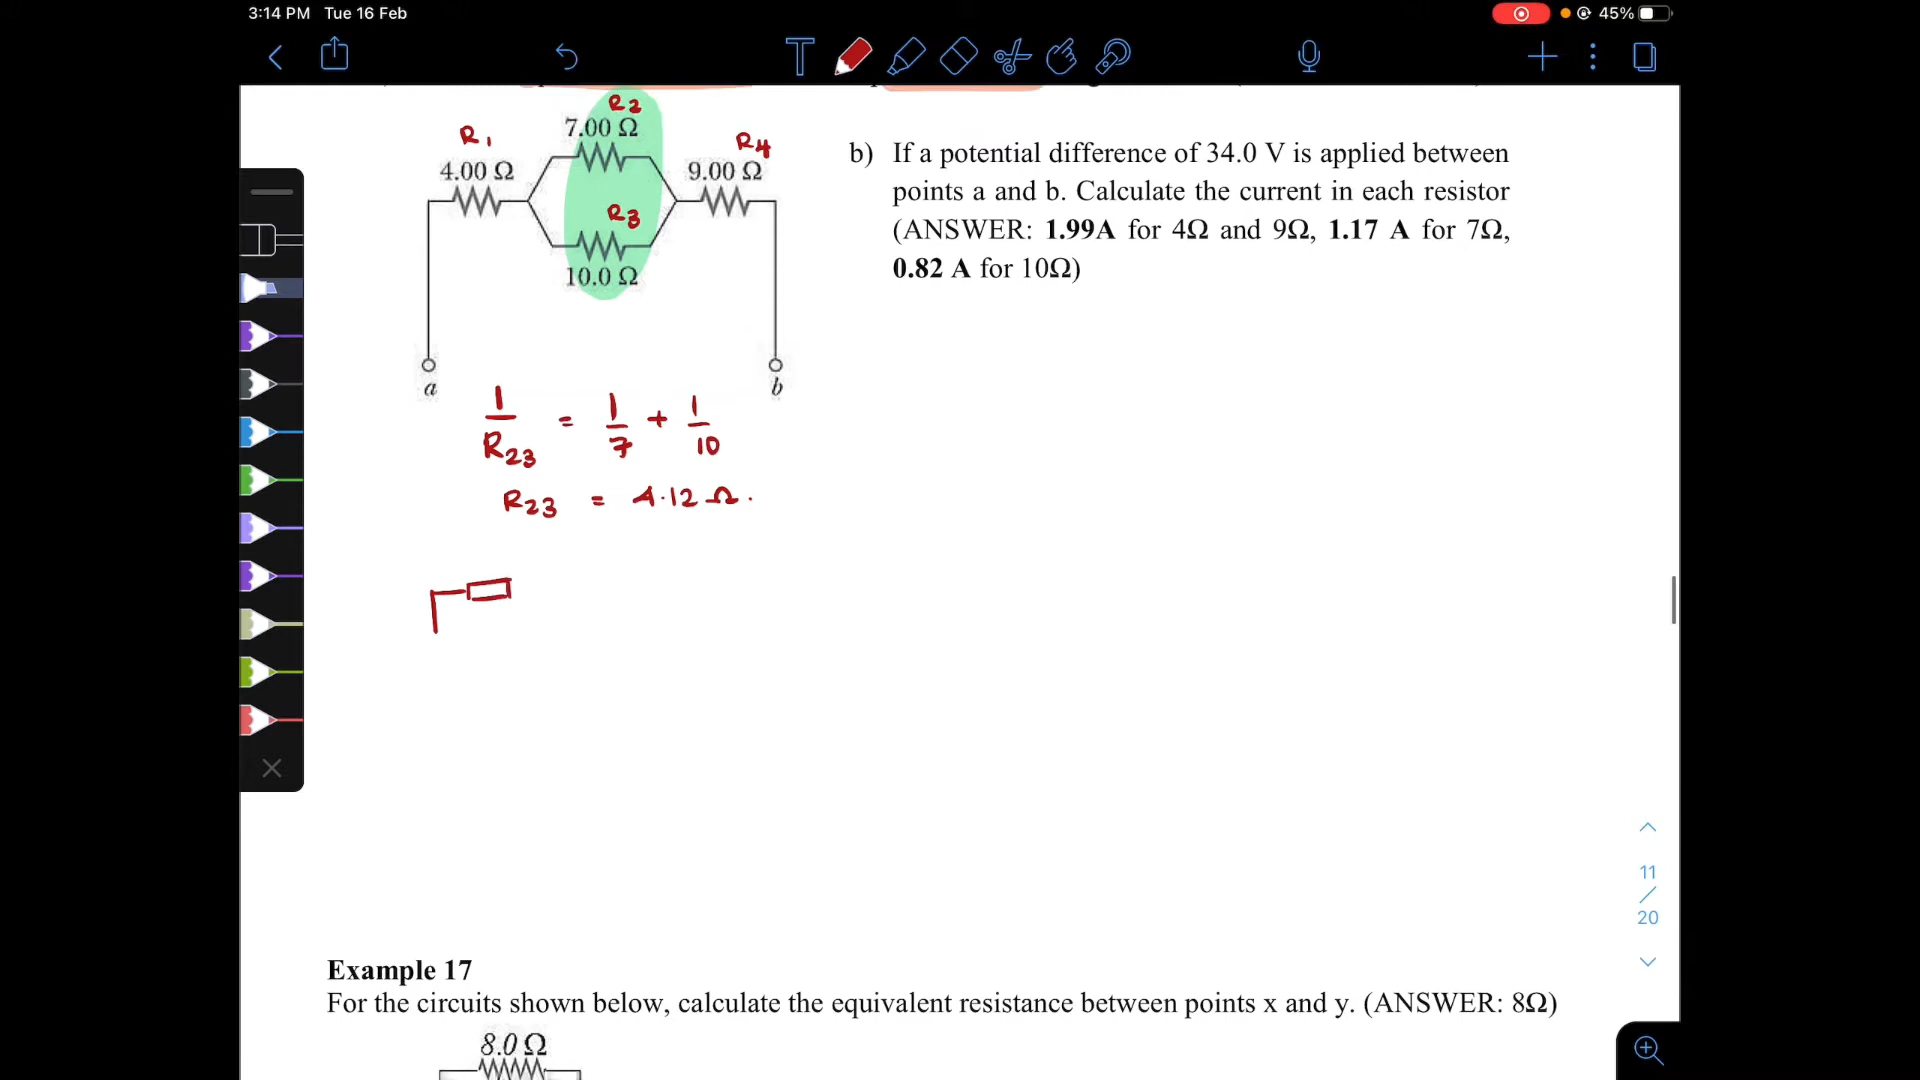 3:14 PM Tue 16 Feb
45%
R2
7.00 Ω
R1
4.00 Ω
R4
9.00 Ω
R3
10.0 Ω
a
b
1/R23 = 1/7 + 1/10
R23 = 4.12 Ω.
b) If a potential difference of 34.0 V is applied between
points a and b. Calculate the current in each resistor
(ANSWER: 1.99A for 4Ω and 9Ω, 1.17 A for 7Ω,
0.82 A for 10Ω)
11
/
20
Example 17
For the circuits shown below, calculate the equivalent resistance between points x and y. (ANSWER: 8Ω)
8.0 Ω